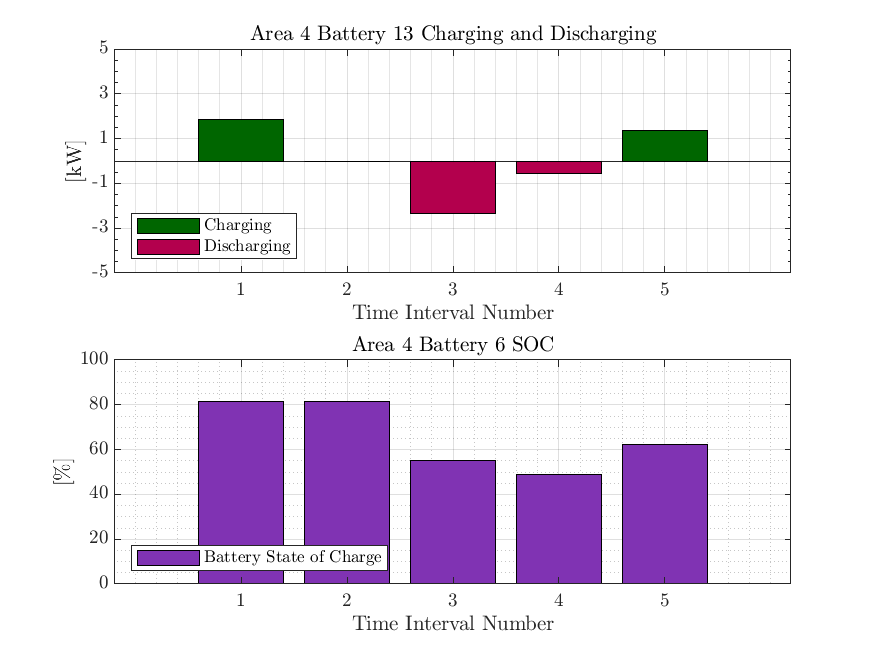 Area 4 Battery 13 Charging and Discharging
5
3
1
-1
-3
-5
[kW]
Charging
Discharging
1 2 3 4 5
Time Interval Number
Area 4 Battery 6 SOC
100
80
60
40
20
0
[%]
Battery State of Charge
1 2 3 4 5
Time Interval Number